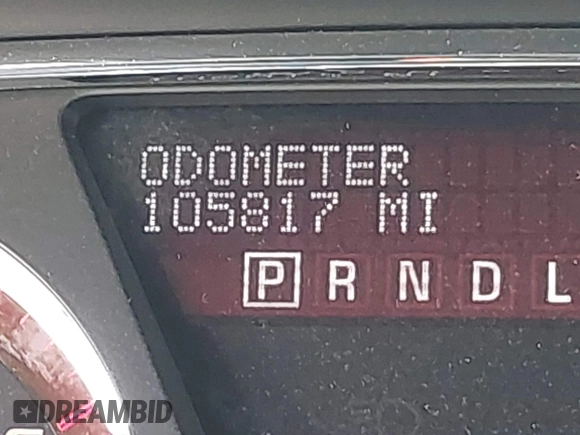 ODOMETER
105817 MI
P R N D L
DREAMBID